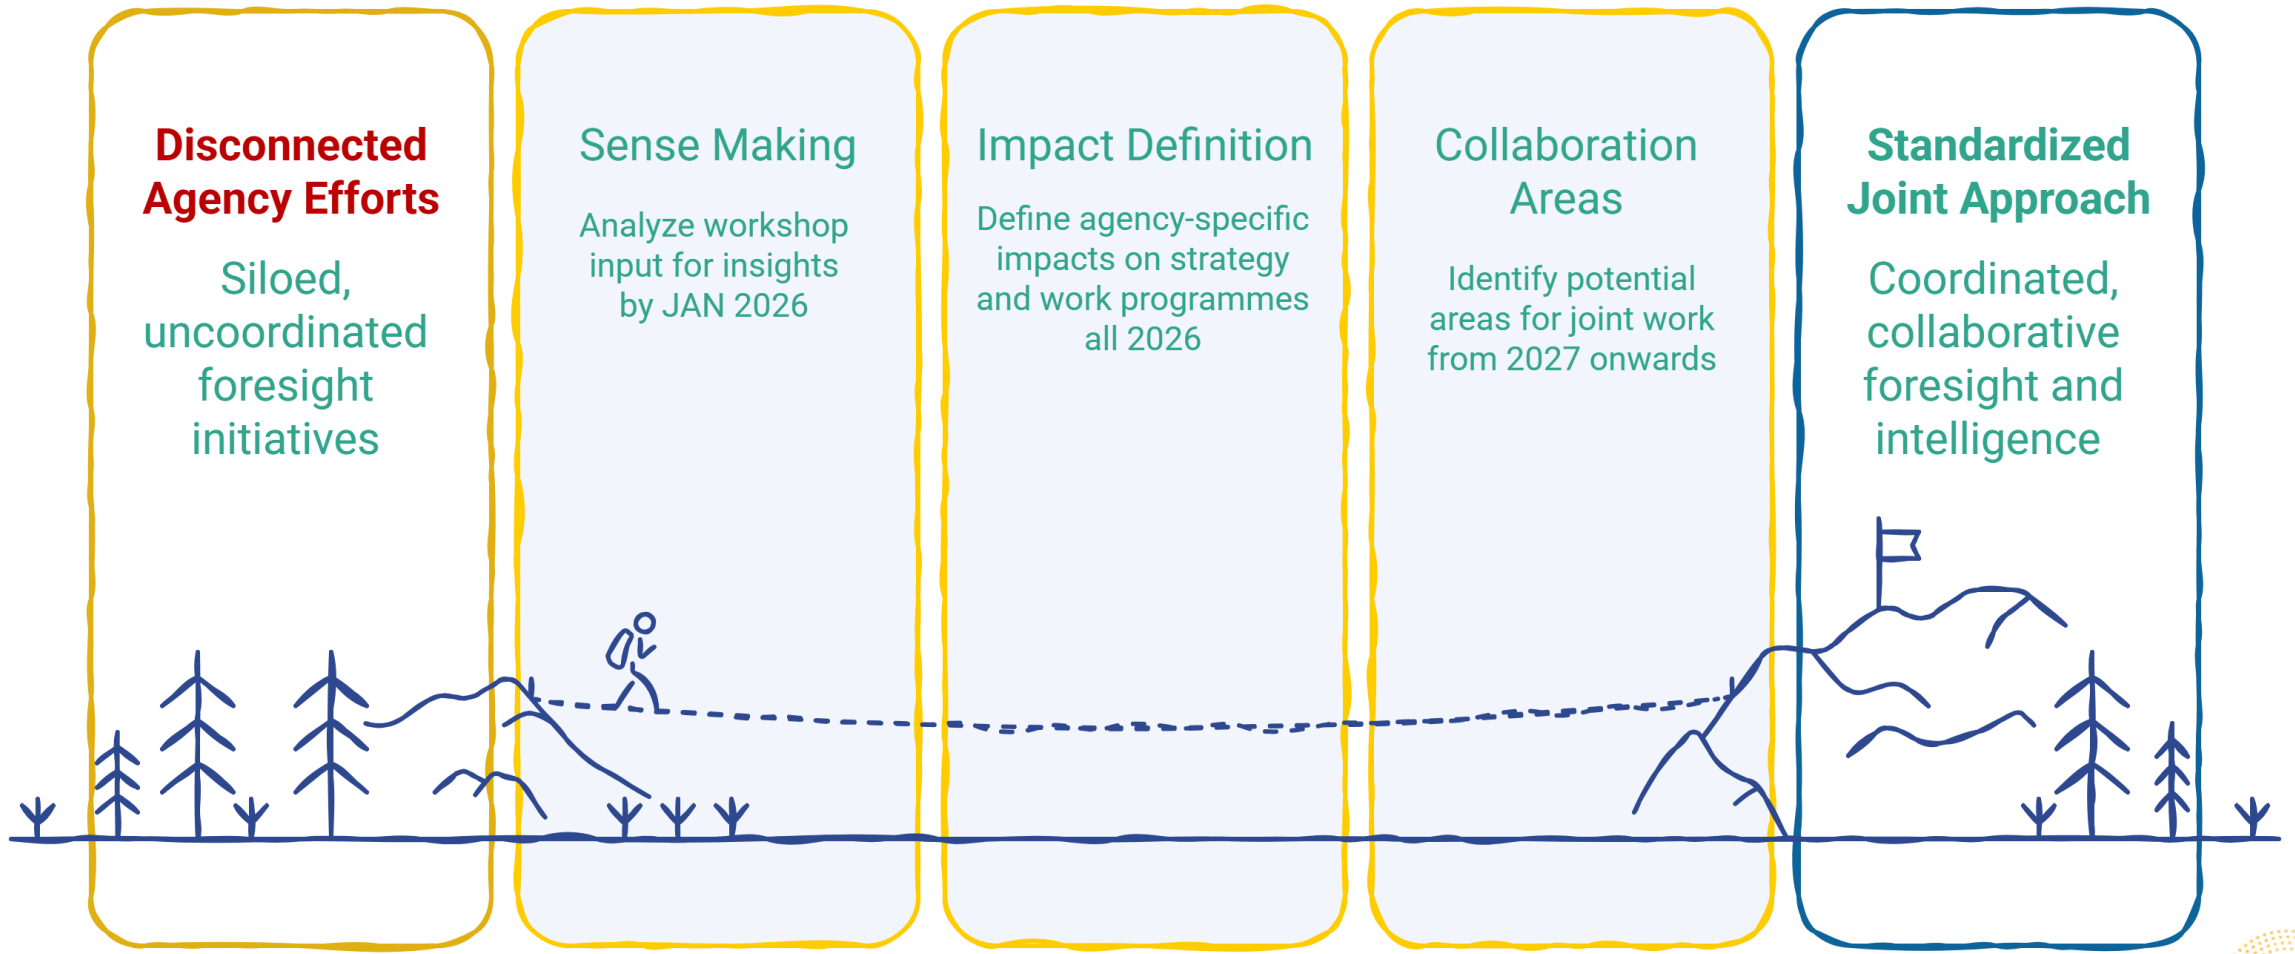 Disconnected
Agency Efforts
Siloed,
uncoordinated
foresight
initiatives
Sense Making
Analyze workshop
input for insights
by JAN 2026
Impact Definition
Define agency-specific
impacts on strategy
and work programmes
all 2026
Collaboration
Areas
Identify potential
areas for joint work
from 2027 onwards
Standardized
Joint Approach
Coordinated,
collaborative
foresight and
intelligence